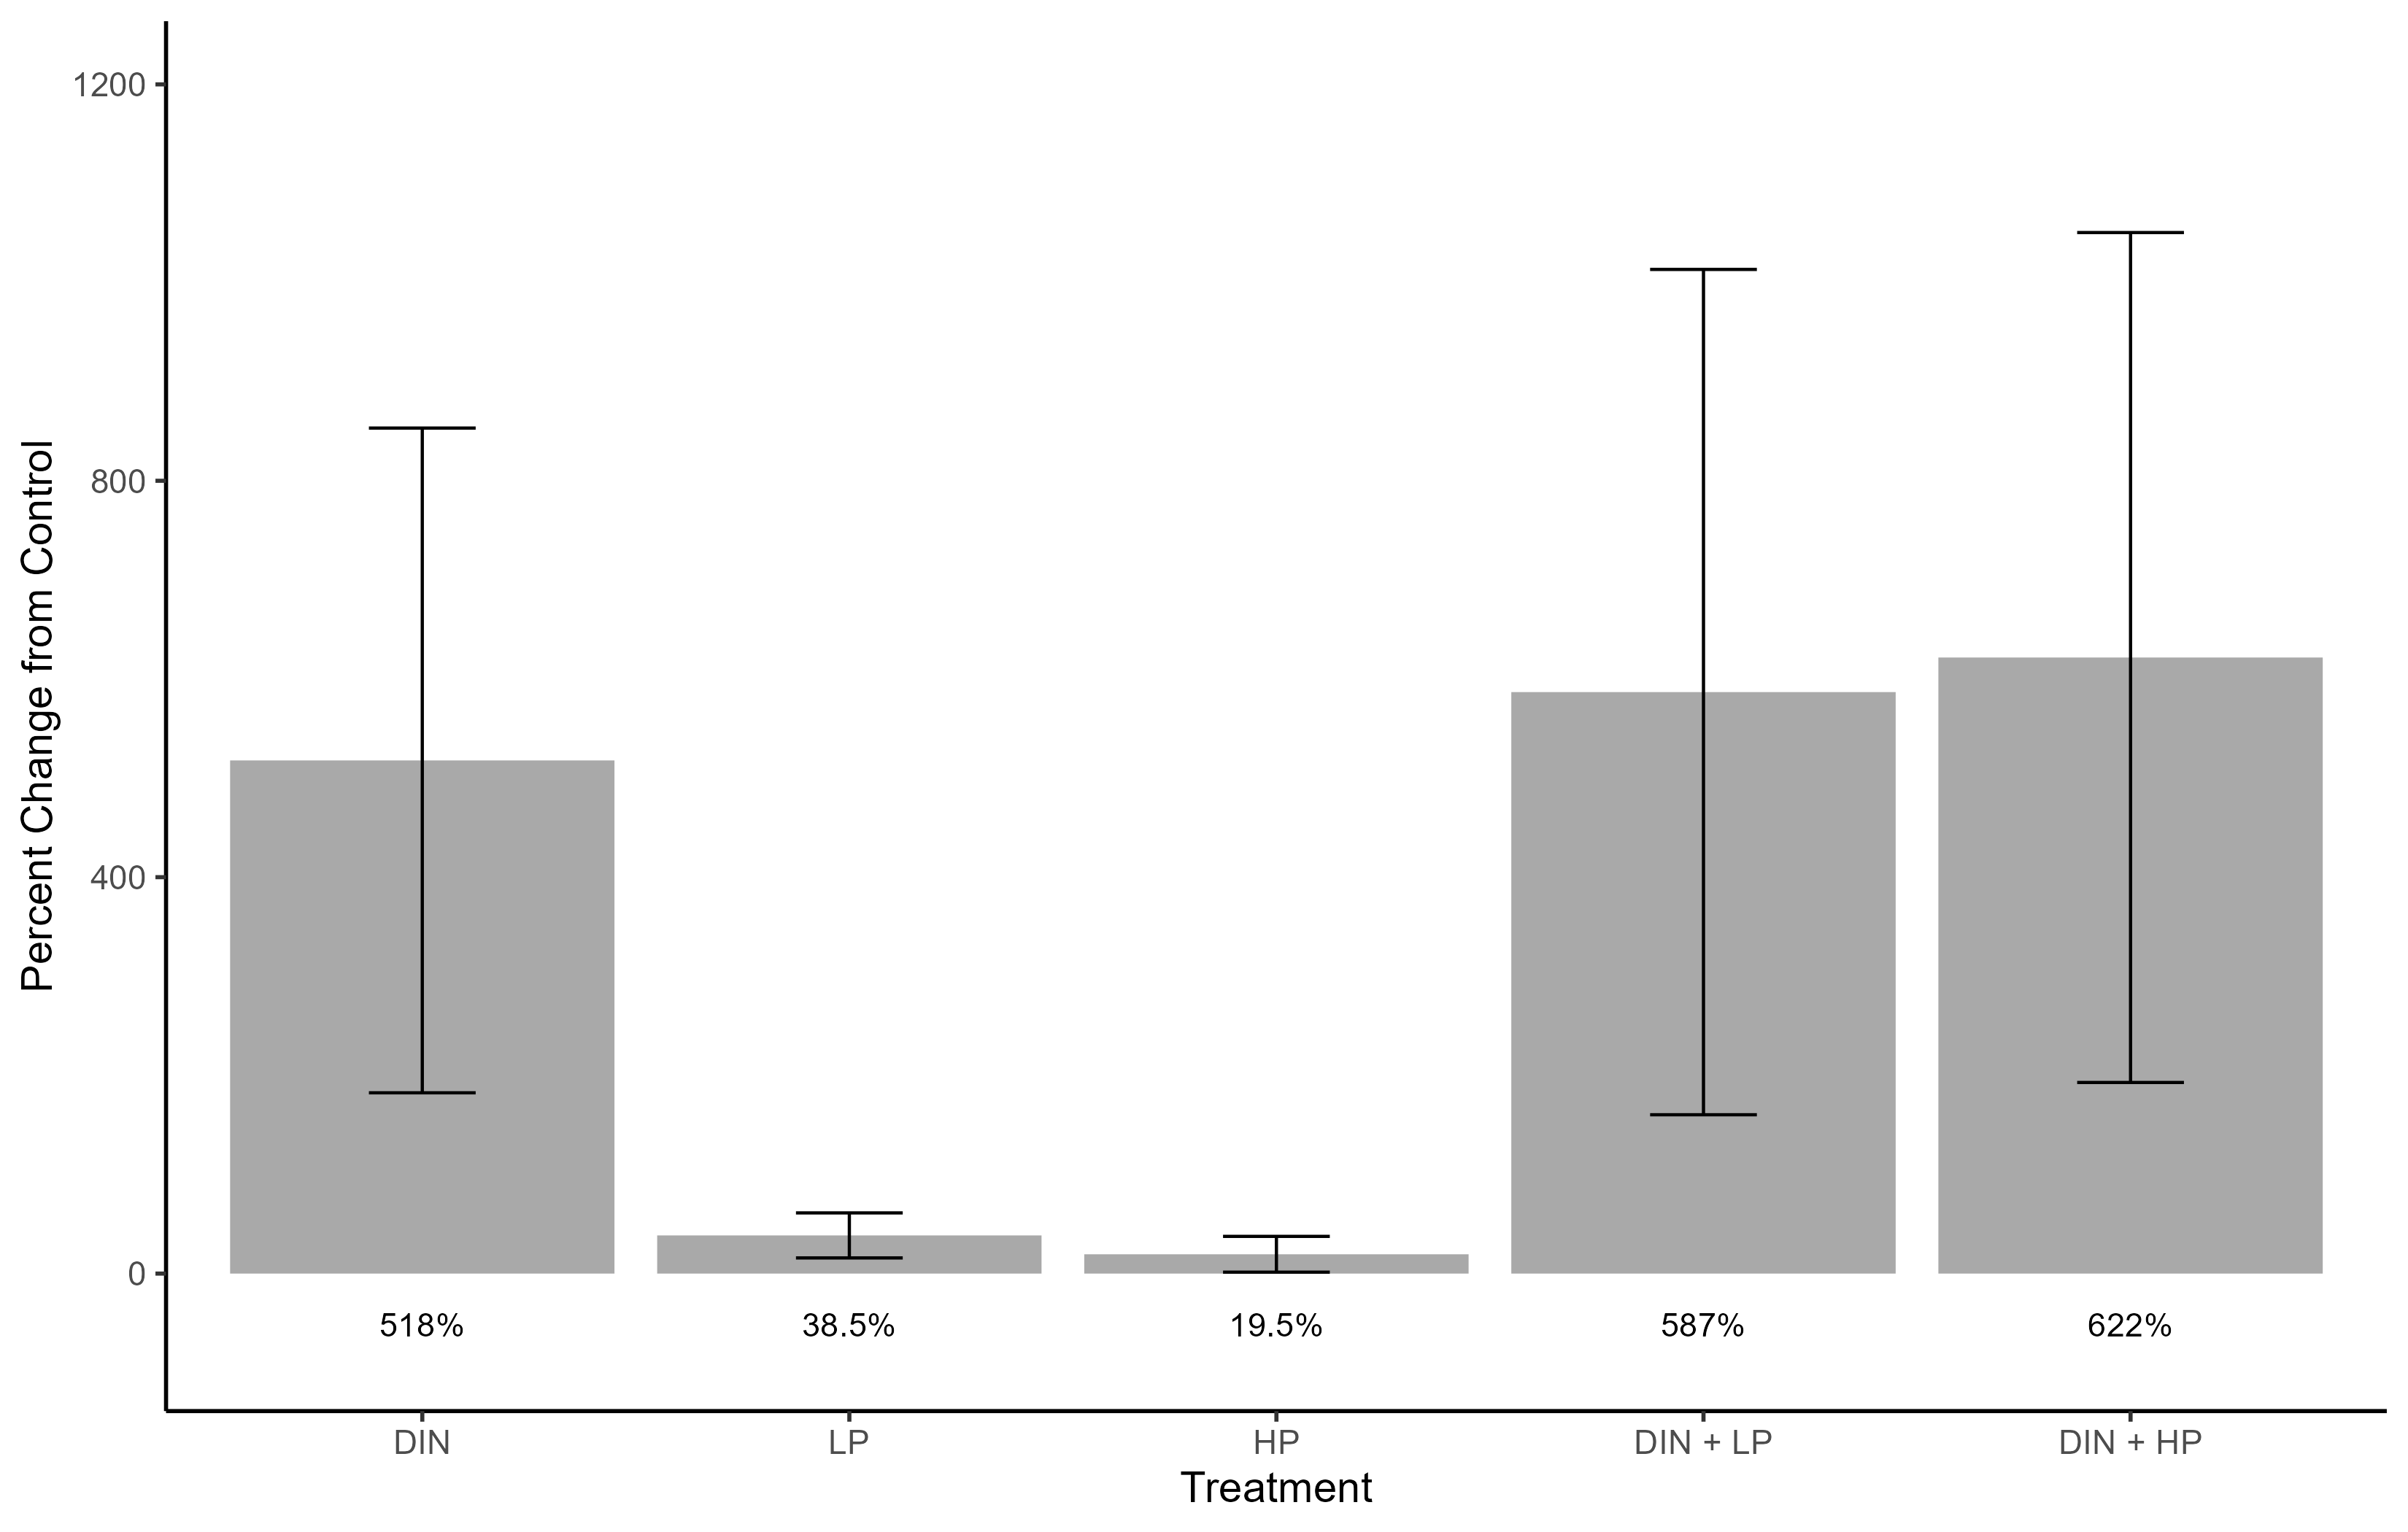 Percent Change from Control
1200
800
400
0
518% 38.5% 19.5% 587% 622%
DIN LP HP DIN + LP DIN + HP
Treatment